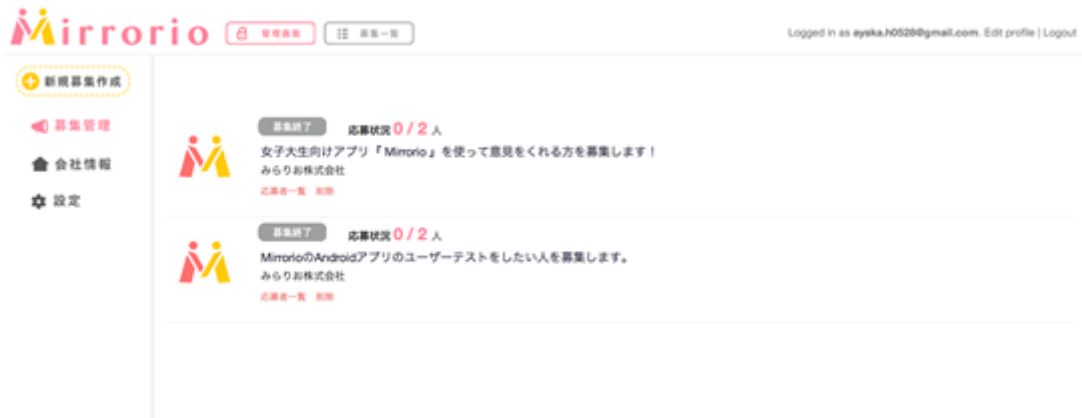 Mirrorio 管理画面 募集一覧 Logged in as ayaka.h0528@gmail.com. Edit profile | Logout
新規募集作成
募集管理
会社情報
設定
募集終了 応募状況 0 / 2 人
女子大生向けアプリ『 Mirrorio 』を使って意見をくれる方を募集します！
みらりお株式会社
応募者一覧 削除
募集終了 応募状況 0 / 2 人
MirrorioのAndroidアプリのユーザーテストをしたい人を募集します。
みらりお株式会社
応募者一覧 削除